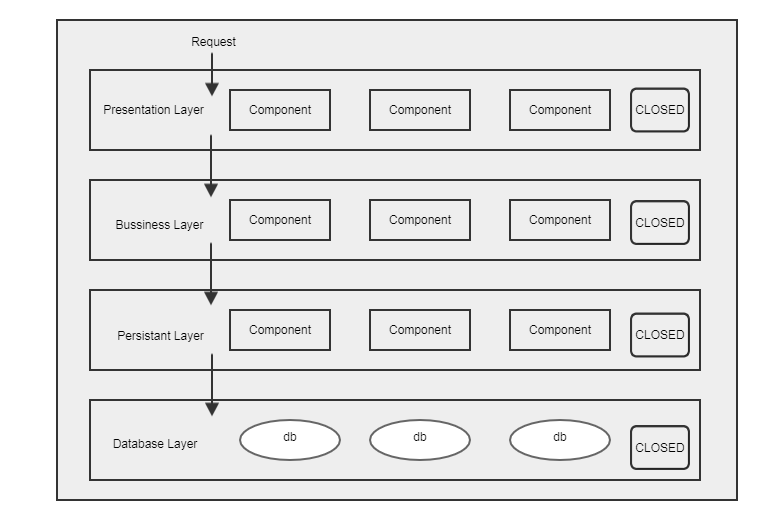 Request
Presentation Layer
Component
Component
Component
CLOSED
Bussiness Layer
Component
Component
Component
CLOSED
Persistant Layer
Component
Component
Component
CLOSED
Database Layer
db
db
db
CLOSED